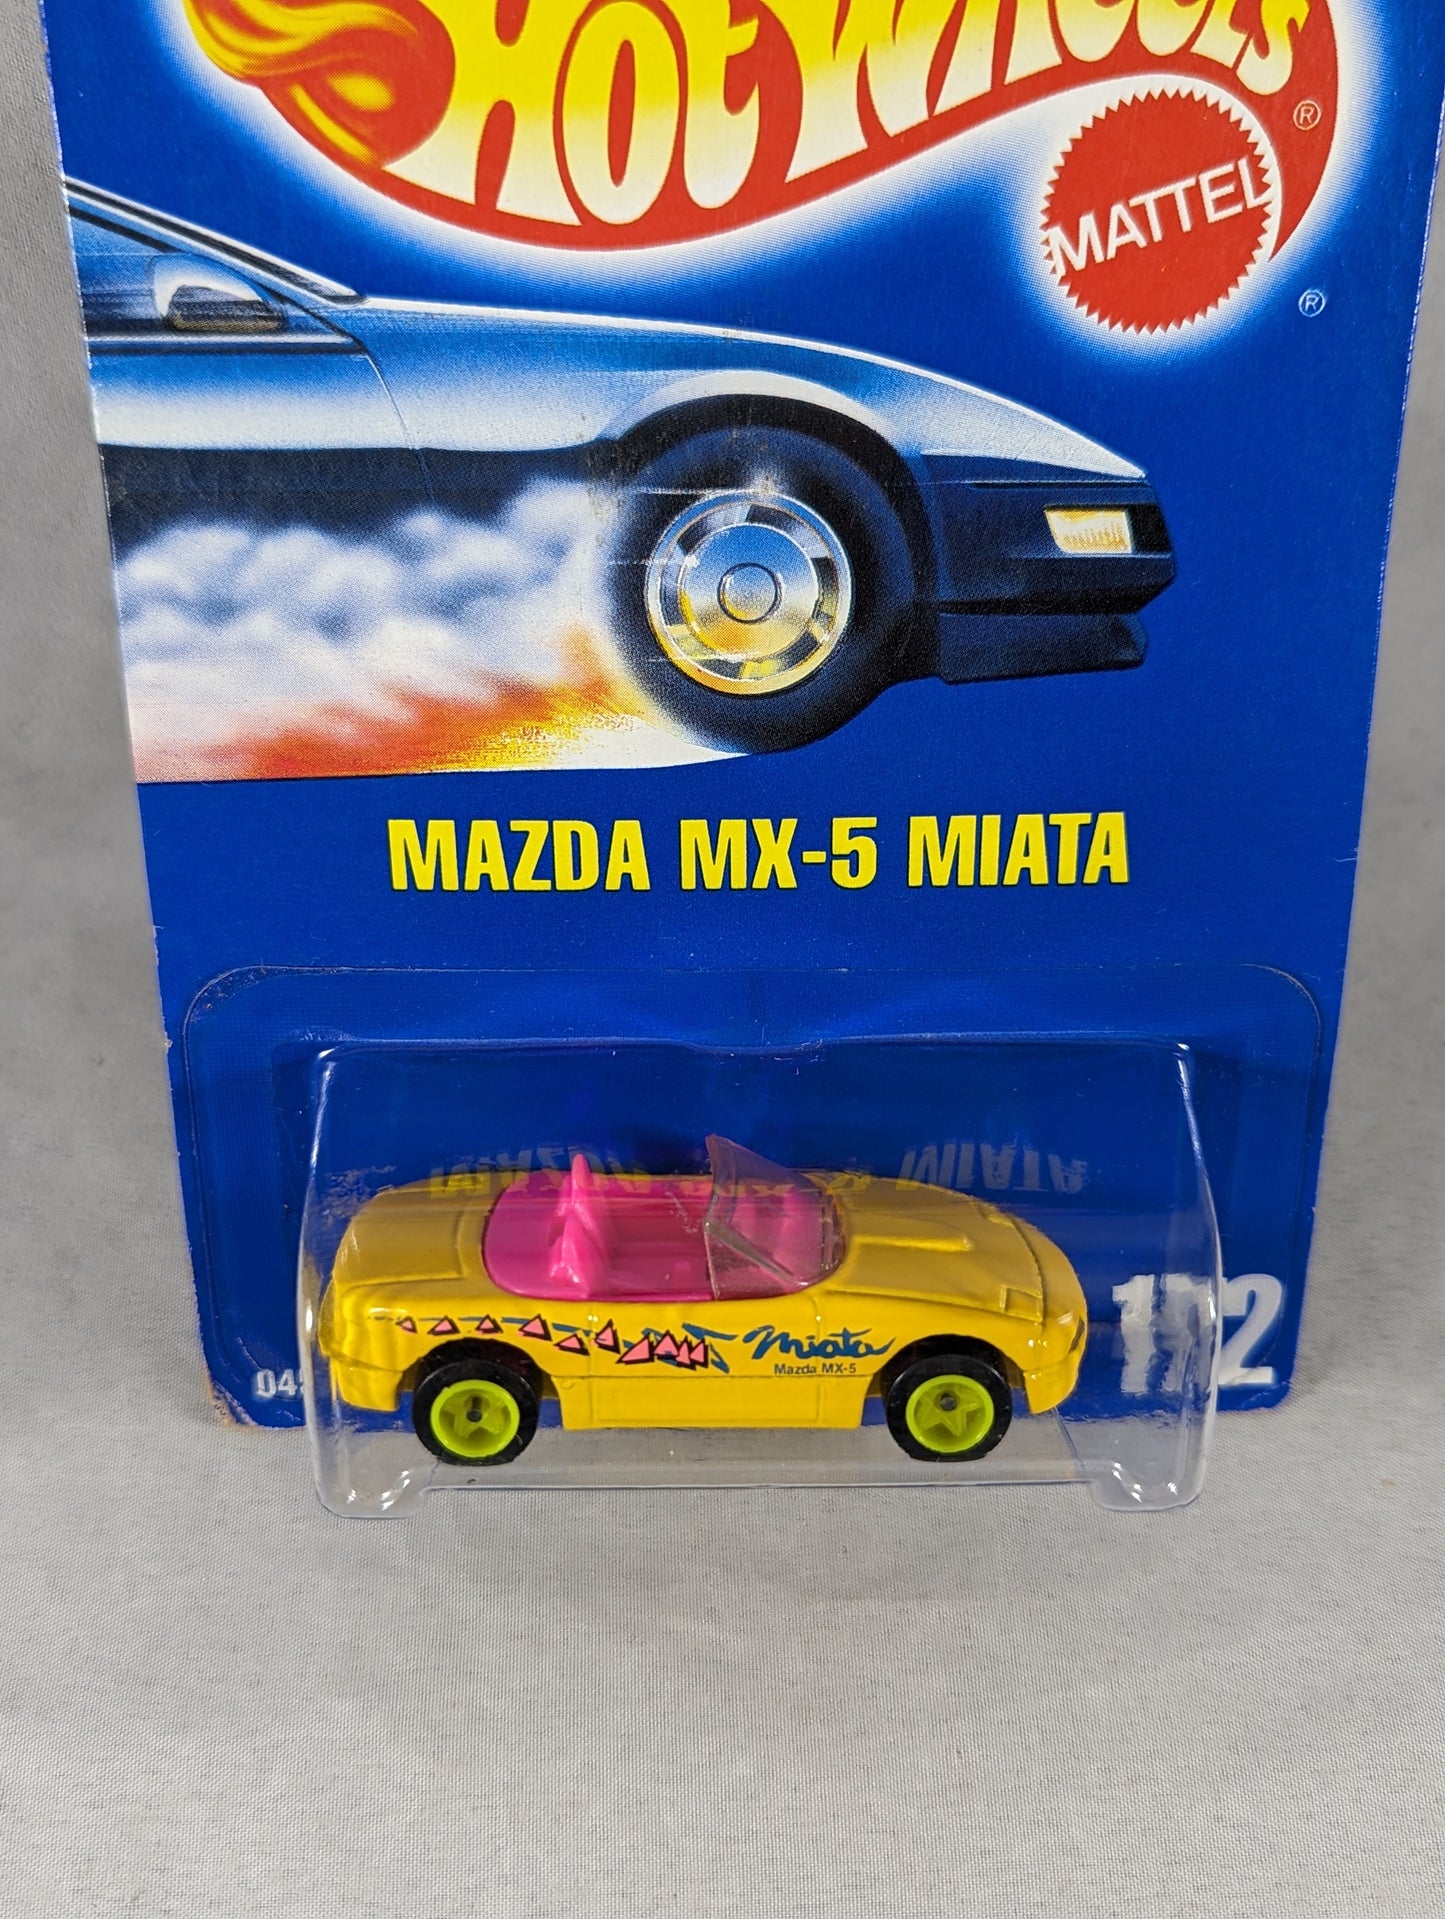 HOT WHEELS ®
MATTEL
®
MAZDA MX-5 MIATA
Miata
Mazda MX-5